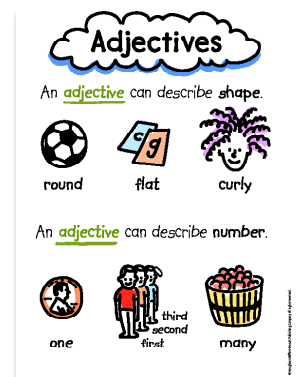 Adjectives
An adjective can describe shape.
c g
round flat curly
An adjective can describe number.
third
second
one first many